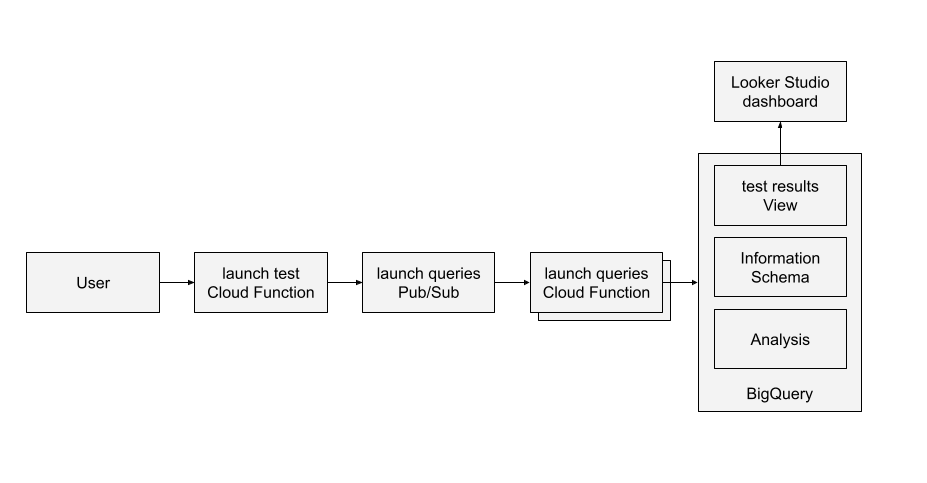 Looker Studio
dashboard
test results
View
User
launch test
Cloud Function
launch queries
Pub/Sub
launch queries
Cloud Function
Information
Schema
Analysis
BigQuery